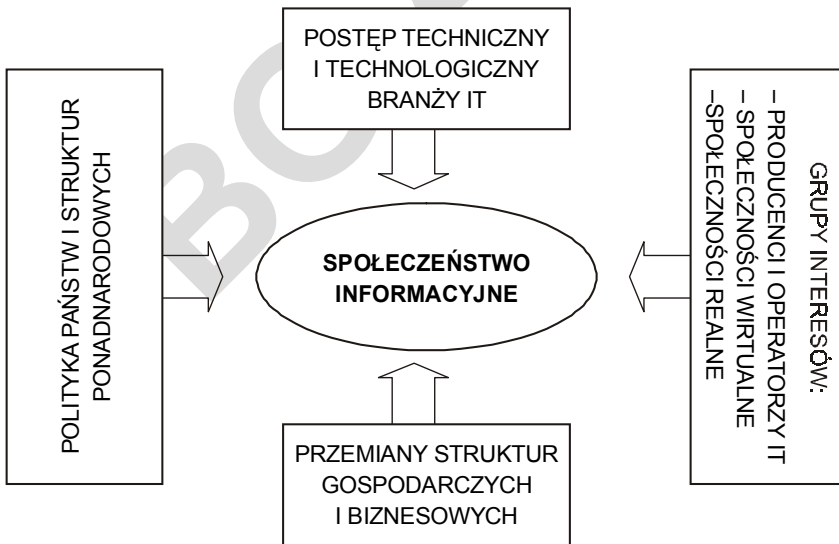 POSTĘP TECHNICZNY
I TECHNOLOGICZNY
BRANŻY IT
POLITYKA PAŃSTW I STRUKTUR
PONADNARODOWYCH
SPOŁECZEŃSTWO
INFORMACYJNE
GRUPY INTERESÓW:
– PRODUCENCI I OPERATORZY IT
– SPOŁECZNOŚCI WIRTUALNE
–SPOŁECZNOŚCI REALNE
PRZEMIANY STRUKTUR
GOSPODARCZYCH
I BIZNESOWYCH